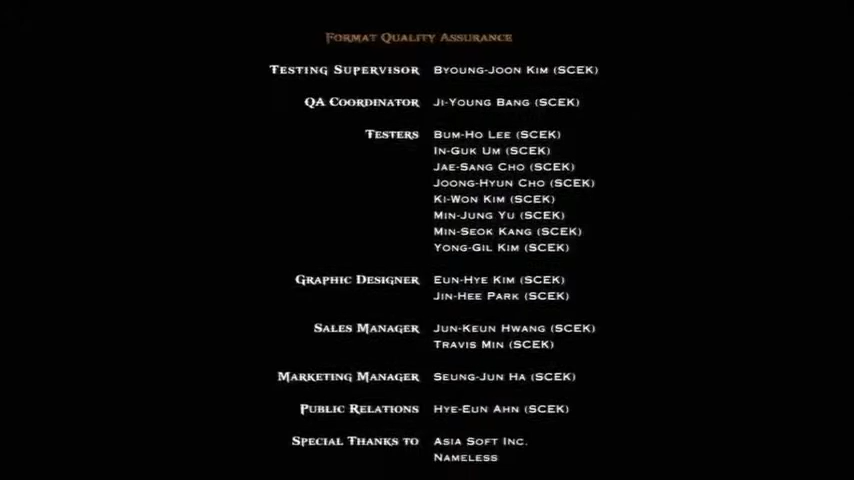 Format Quality Assurance
Testing Supervisor Byoung-Joon Kim (SCEK)
QA Coordinator Ji-Young Bang (SCEK)
Testers Bum-Ho Lee (SCEK)
In-Guk Um (SCEK)
Jae-Sang Cho (SCEK)
Joong-Hyun Cho (SCEK)
Ki-Won Kim (SCEK)
Min-Jung Yu (SCEK)
Min-Seok Kang (SCEK)
Yong-Gil Kim (SCEK)
Graphic Designer Eun-Hye Kim (SCEK)
Jin-Hee Park (SCEK)
Sales Manager Jun-Keun Hwang (SCEK)
Travis Min (SCEK)
Marketing Manager Seung-Jun Ha (SCEK)
Public Relations Hye-Eun Ahn (SCEK)
Special Thanks to Asia Soft Inc.
Nameless